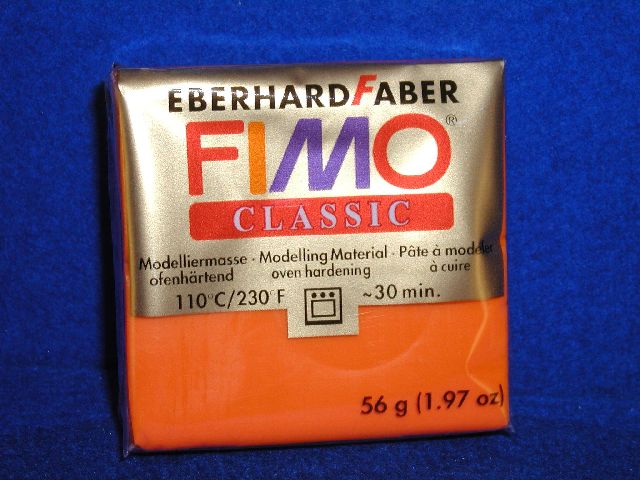 EBERHARDFABER
FIMO®
CLASSIC
Modelliermasse · Modelling Material · Pâte à modeler
ofenhärtend oven hardening à cuire
110°C/230°F ~30 min.
56 g (1.97 oz)